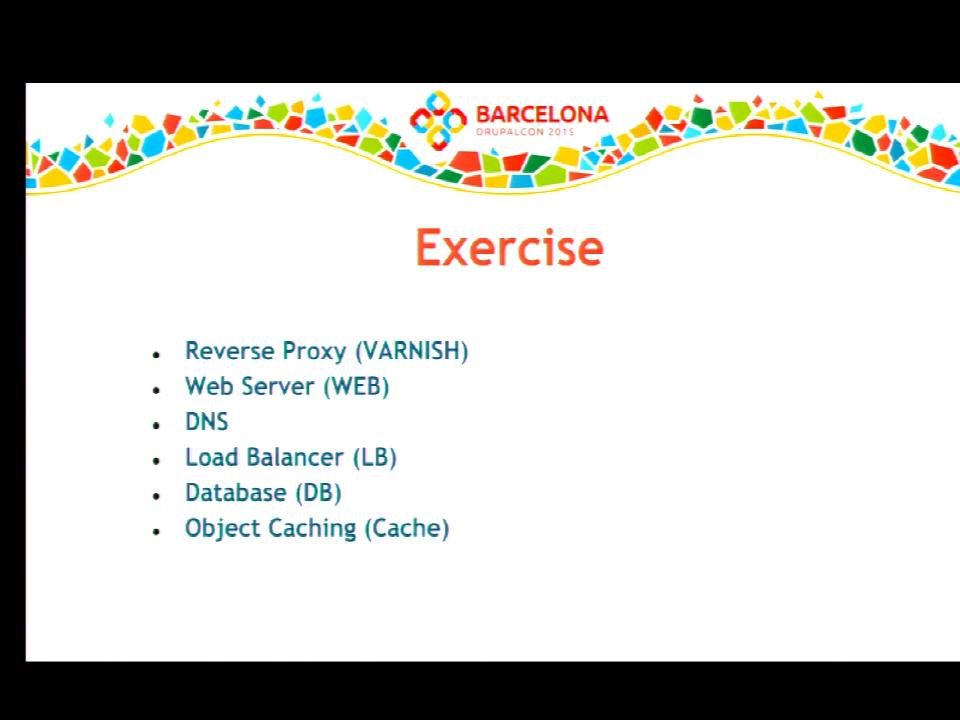 BARCELONA
DRUPALCON 2015
Exercise
Reverse Proxy (VARNISH)
Web Server (WEB)
DNS
Load Balancer (LB)
Database (DB)
Object Caching (Cache)